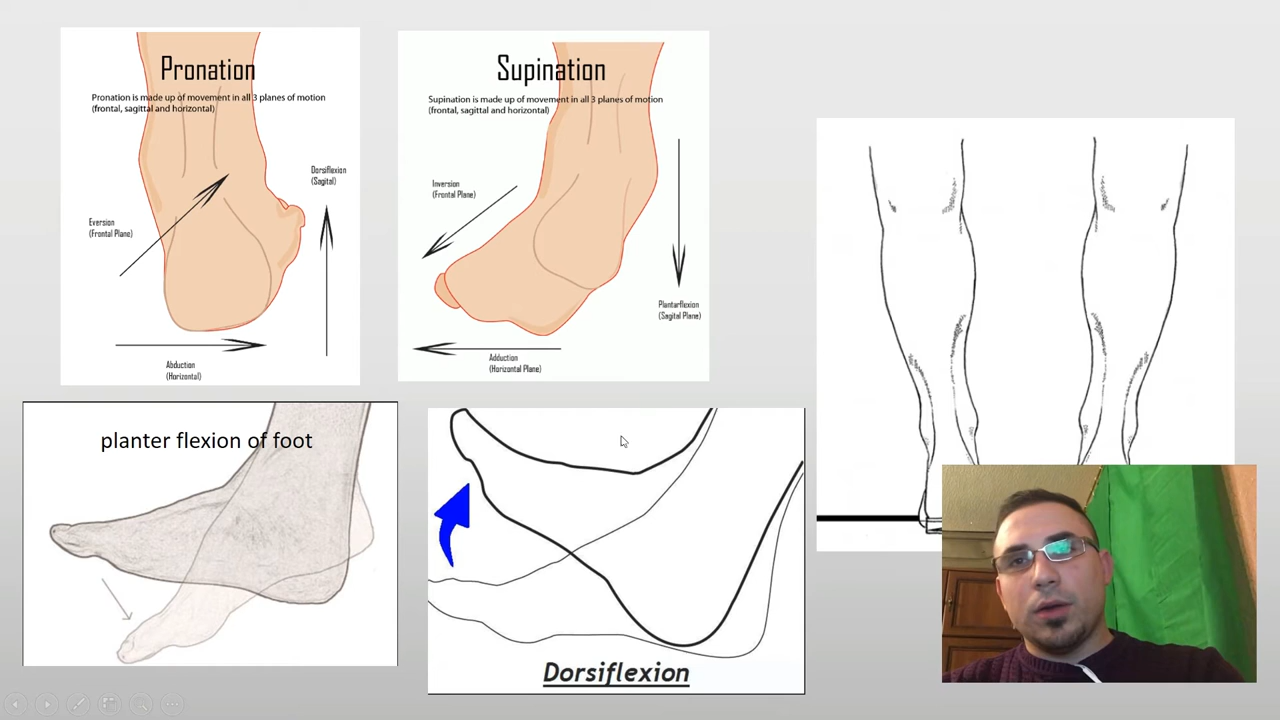 Pronation
Pronation is made up of movement in all 3 planes of motion
(frontal, sagittal and horizontal)
Dorsiflexion
(Sagital)
Eversion
(Frontal Plane)
Abduction
(Horizontal)
Supination
Supination is made up of movement in all 3 planes of motion
(frontal, sagittal and horizontal)
Inversion
(Frontal Plane)
Plantarflexion
(Sagital Plane)
Adduction
(Horizontal Plane)
planter flexion of foot
Dorsiflexion